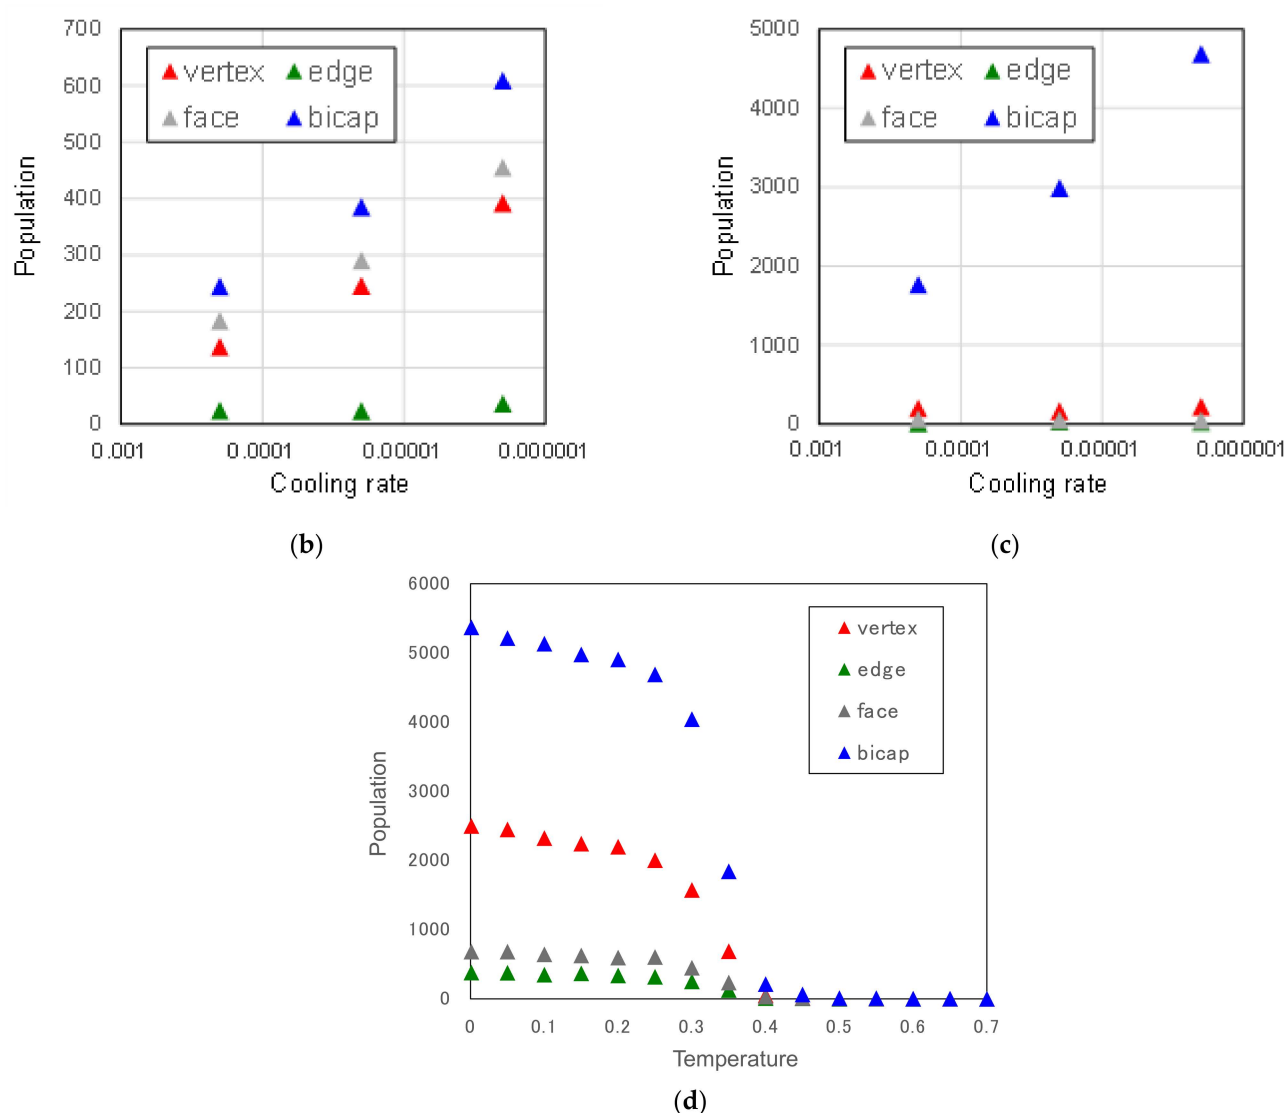 700
600
500
400
300
200
100
0
Population
vertex edge
face bicap
0.001 0.0001 0.00001 0.000001
Cooling rate
(b)
5000
4000
3000
2000
1000
0
Population
vertex edge
face bicap
0.001 0.0001 0.00001 0.000001
Cooling rate
(c)
6000
5000
4000
3000
2000
1000
0
Population
vertex
edge
face
bicap
0 0.1 0.2 0.3 0.4 0.5 0.6 0.7
Temperature
(d)